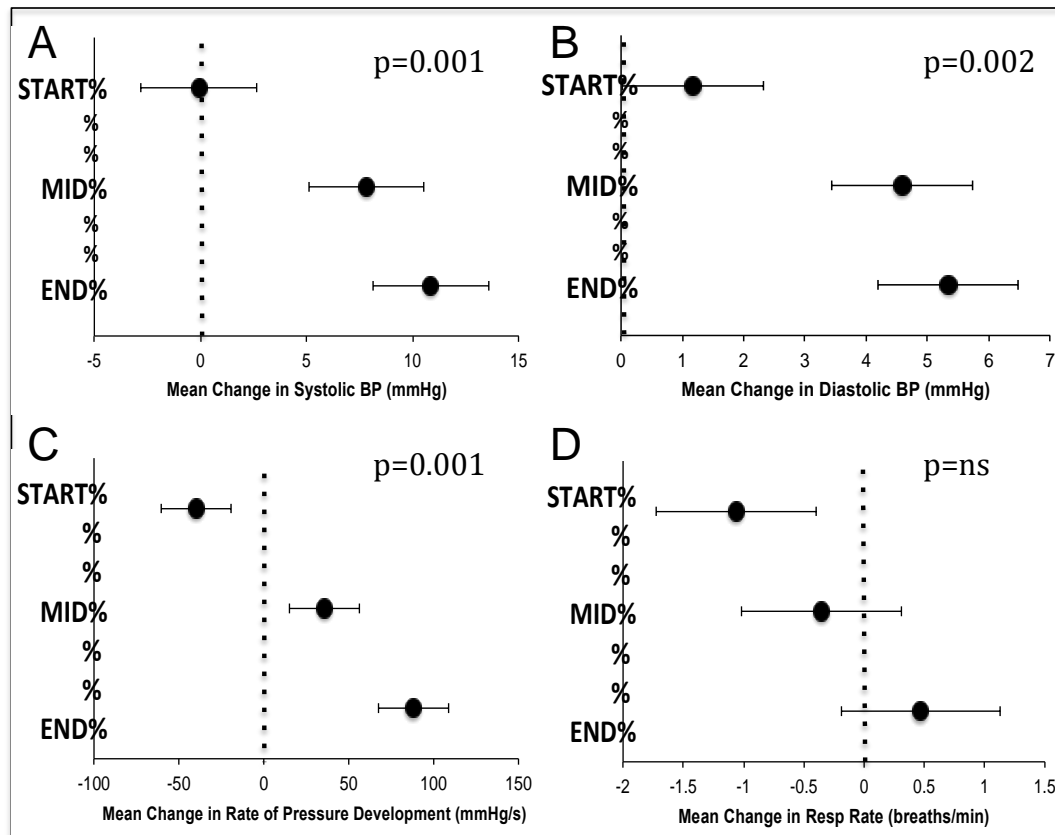 A
p=0.001
START%
%
%
MID%
%
%
END%
-5 0 5 10 15
Mean Change in Systolic BP (mmHg)
B
p=0.002
START%
%
%
MID%
%
%
END%
0 1 2 3 4 5 6 7
Mean Change in Diastolic BP (mmHg)
C
p=0.001
START%
%
%
MID%
%
%
END%
-100 -50 0 50 100 150
Mean Change in Rate of Pressure Development (mmHg/s)
D
p=ns
START%
%
%
MID%
%
%
END%
-2 -1.5 -1 -0.5 0 0.5 1 1.5
Mean Change in Resp Rate (breaths/min)